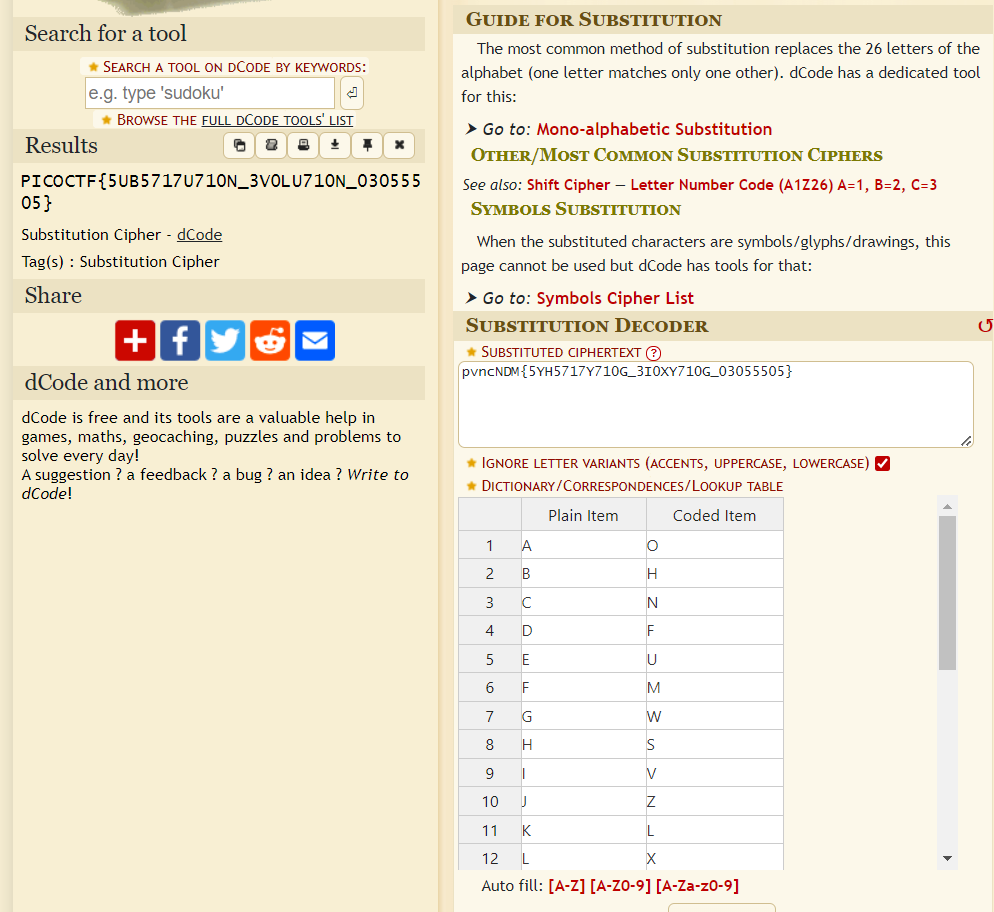 Search for a tool
★ SEARCH A TOOL ON DCODE BY KEYWORDS:
e.g. type 'sudoku'
★ BROWSE THE FULL DCODE TOOLS' LIST
Results
PICOCTF{5UB5717U710N_3V0LU710N_030555
05}
Substitution Cipher - dCode
Tag(s) : Substitution Cipher
Share
dCode and more
dCode is free and its tools are a valuable help in
games, maths, geocaching, puzzles and problems to
solve every day!
A suggestion ? a feedback ? a bug ? an idea ? Write to
dCode!
GUIDE FOR SUBSTITUTION
The most common method of substitution replaces the 26 letters of the
alphabet (one letter matches only one other). dCode has a dedicated tool
for this:
➤ Go to: Mono-alphabetic Substitution
OTHER/MOST COMMON SUBSTITUTION CIPHERS
See also: Shift Cipher — Letter Number Code (A1Z26) A=1, B=2, C=3
SYMBOLS SUBSTITUTION
When the substituted characters are symbols/glyphs/drawings, this
page cannot be used but dCode has tools for that:
➤ Go to: Symbols Cipher List
SUBSTITUTION DECODER
★ SUBSTITUTED CIPHERTEXT ?
pvncNDM{5YH5717Y710G_3I0XY710G_03055505}
★ IGNORE LETTER VARIANTS (ACCENTS, UPPERCASE, LOWERCASE)
★ DICTIONARY/CORRESPONDENCES/LOOKUP TABLE
Plain Item Coded Item
1 A O
2 B H
3 C N
4 D F
5 E U
6 F M
7 G W
8 H S
9 I V
10 J Z
11 K L
12 L X
Auto fill: [A-Z] [A-Z0-9] [A-Za-z0-9]